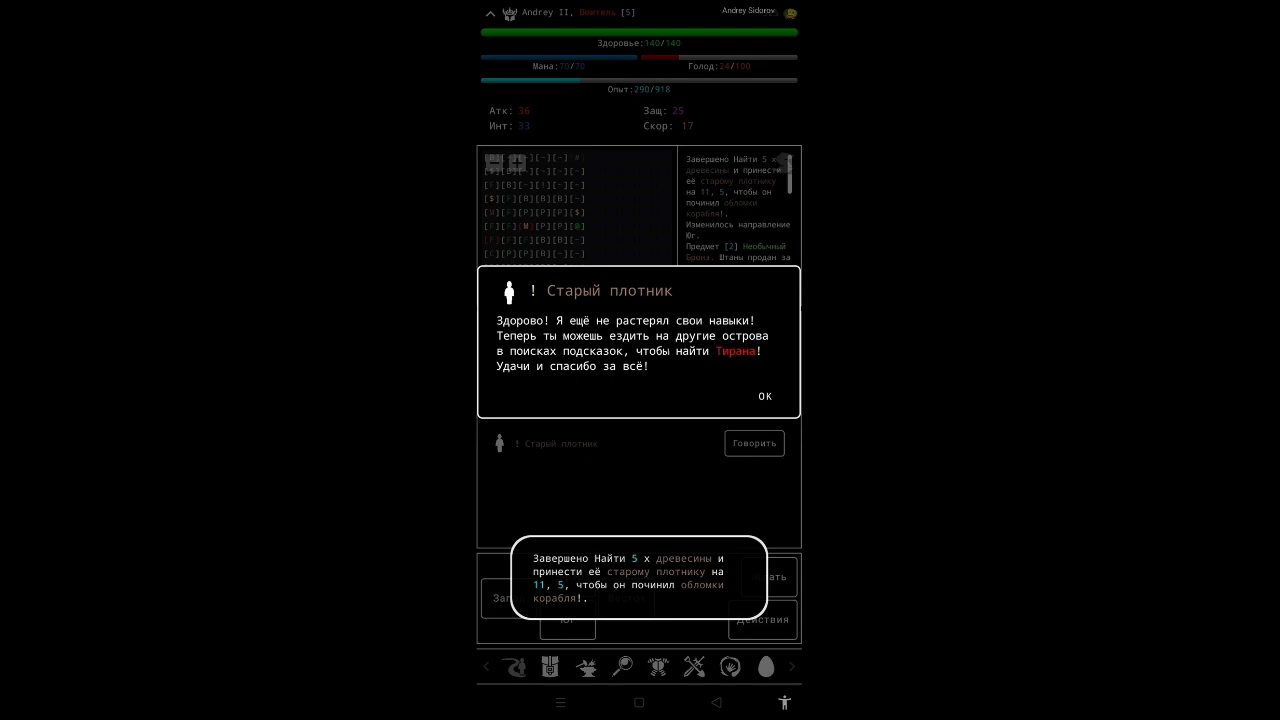 Andrey II, Воитель [5]
Andrey Sidorov
Здоровье:140/140
Мана:70/70
Голод:24/100
Опыт:290/918
Атк: 36
Защ: 25
Инт: 33
Скор: 17
Завершено Найти 5 х
древесины и принести
её старому плотнику
на 11, 5, чтобы он
починил обломки
корабля!.
Изменилось направление
Юг.
Предмет [2] Необычный
Бронз. Штаны продан за
! Старый плотник
Здорово! Я ещё не растерял свои навыки!
Теперь ты можешь ездить на другие острова
в поисках подсказок, чтобы найти Тирана!
Удачи и спасибо за всё!
OK
! Старый плотник
Говорить
Завершено Найти 5 х древесины и
принести её старому плотнику на
11, 5, чтобы он починил обломки
корабля!.
Юг
Действия